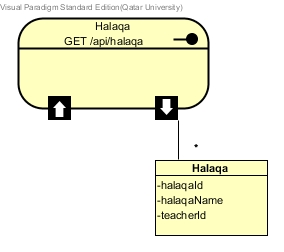 Visual Paradigm Standard Edition(Qatar University)
Halaqa
GET /api/halaqa
*
Halaqa
-halaqaId
-halaqaName
-teacherId